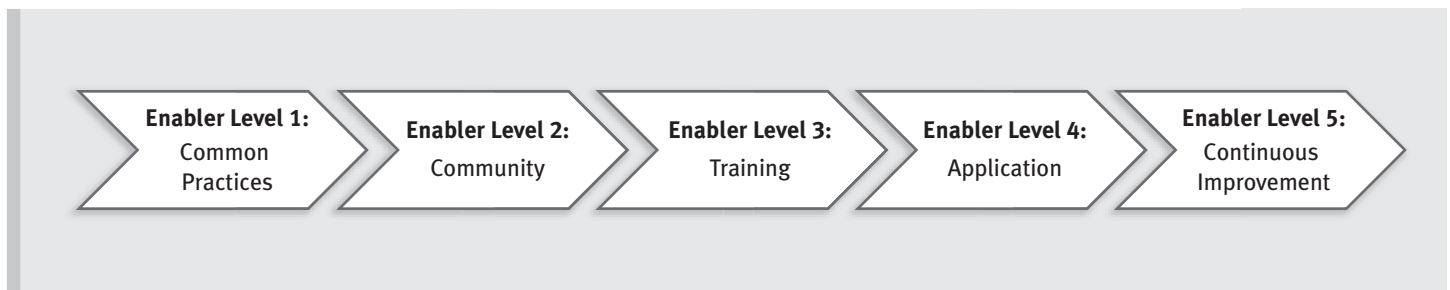 Enabler Level 1:
Common
Practices
Enabler Level 2:
Community
Enabler Level 3:
Training
Enabler Level 4:
Application
Enabler Level 5:
Continuous
Improvement